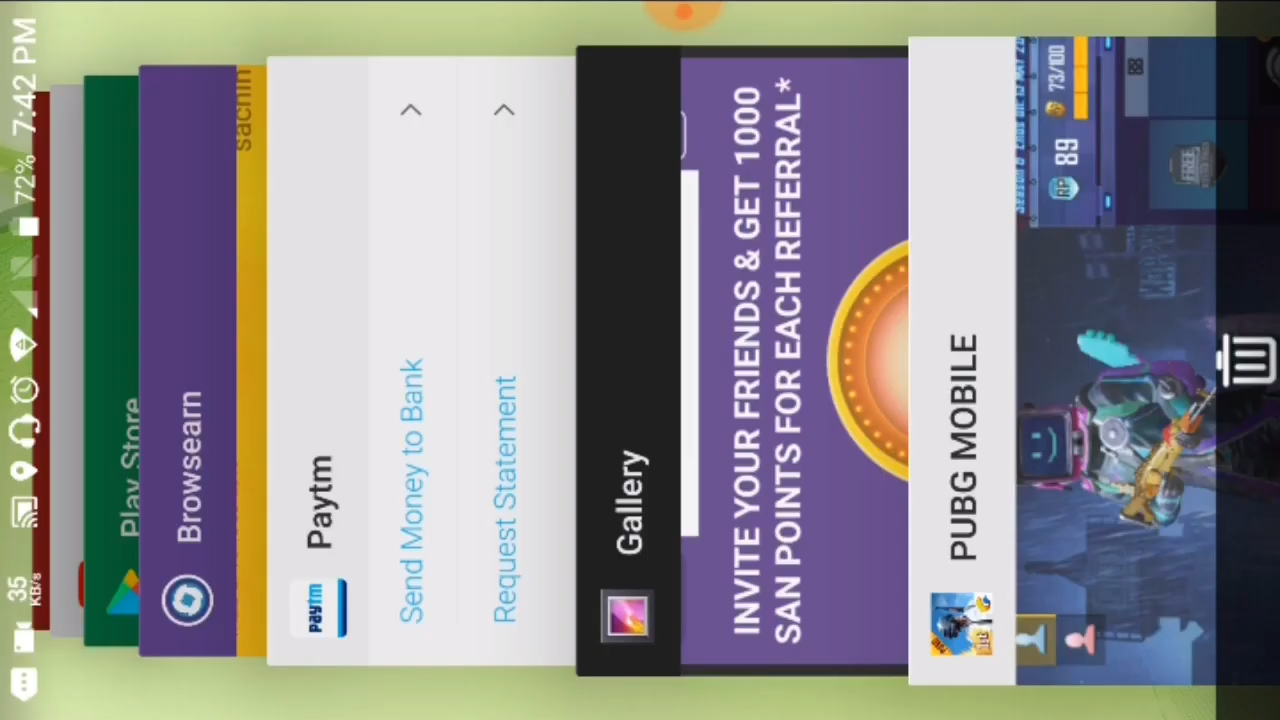 35
KB/s
72% 7:42 PM
Play Store
Browsearn
sachin
Paytm
Paytm
Send Money to Bank
Request Statement
Gallery
INVITE YOUR FRIENDS & GET 1000
SAN POINTS FOR EACH REFERRAL*
PUBG MOBILE
RP 89
73/100
FREE